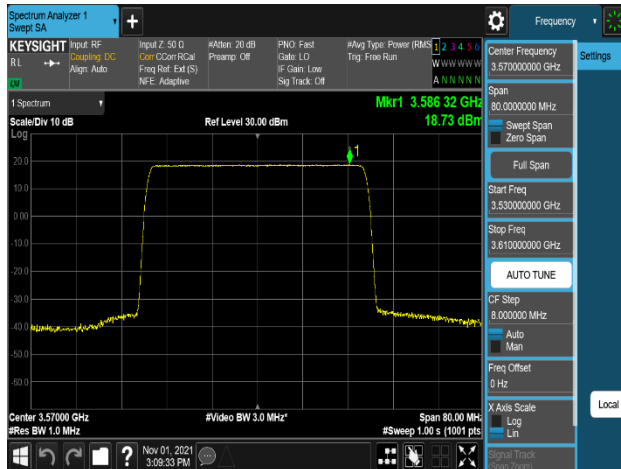 Spectrum Analyzer 1
Swept SA
+
Frequency
KEYSIGHT
RL
Input: RF
Coupling: DC
Align: Auto
Input Z: 50 Ω
Corr CCorr RCal
Freq Ref: Ext (S)
NFE: Adaptive
#Atten: 20 dB
Preamp: Off
PNO: Fast
Gate: LO
IF Gain: Low
Sig Track: Off
#Avg Type: Power (RMS
Trig: Free Run
1 2 3 4 5 6
W W W W W W
A N N N N N
1 Spectrum
Scale/Div 10 dB
Log
Ref Level 30.00 dBm
Mkr1 3.586 32 GHz
18.73 dBm
1
20.0
10.0
0.00
-10.0
-20.0
-30.0
-40.0
-50.0
-60.0
Center 3.57000 GHz
#Res BW 1.0 MHz
#Video BW 3.0 MHz*
Span 80.00 MHz
#Sweep 1.00 s (1001 pts
Nov 01, 2021
3:09:33 PM
?
Center Frequency
3.570000000 GHz
Span
80.0000000 MHz
Swept Span
Zero Span
Full Span
Start Freq
3.530000000 GHz
Stop Freq
3.610000000 GHz
AUTO TUNE
CF Step
8.000000 MHz
Auto
Man
Freq Offset
0 Hz
X Axis Scale
Log
Lin
Signal Track
(Span Zoom)
Settings
Local